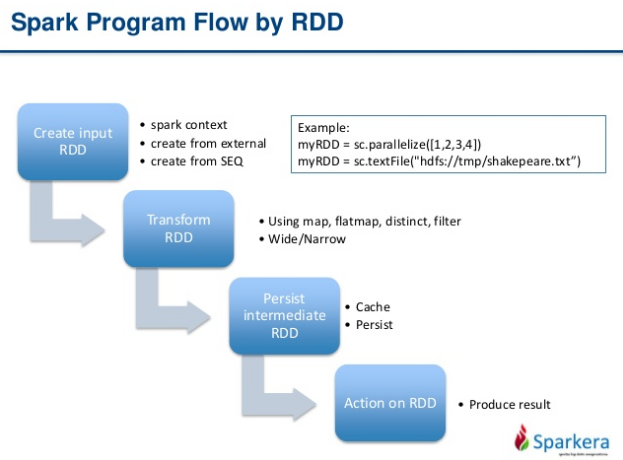 Spark Program Flow by RDD
Create input
RDD
• spark context
• create from external
• create from SEQ
Example:
myRDD = sc.parallelize([1,2,3,4])
myRDD = sc.textFile("hdfs://tmp/shakepeare.txt”)
Transform
RDD
• Using map, flatmap, distinct, filter
• Wide/Narrow
Persist
intermediate
RDD
• Cache
• Persist
Action on RDD
• Produce result
Sparkera